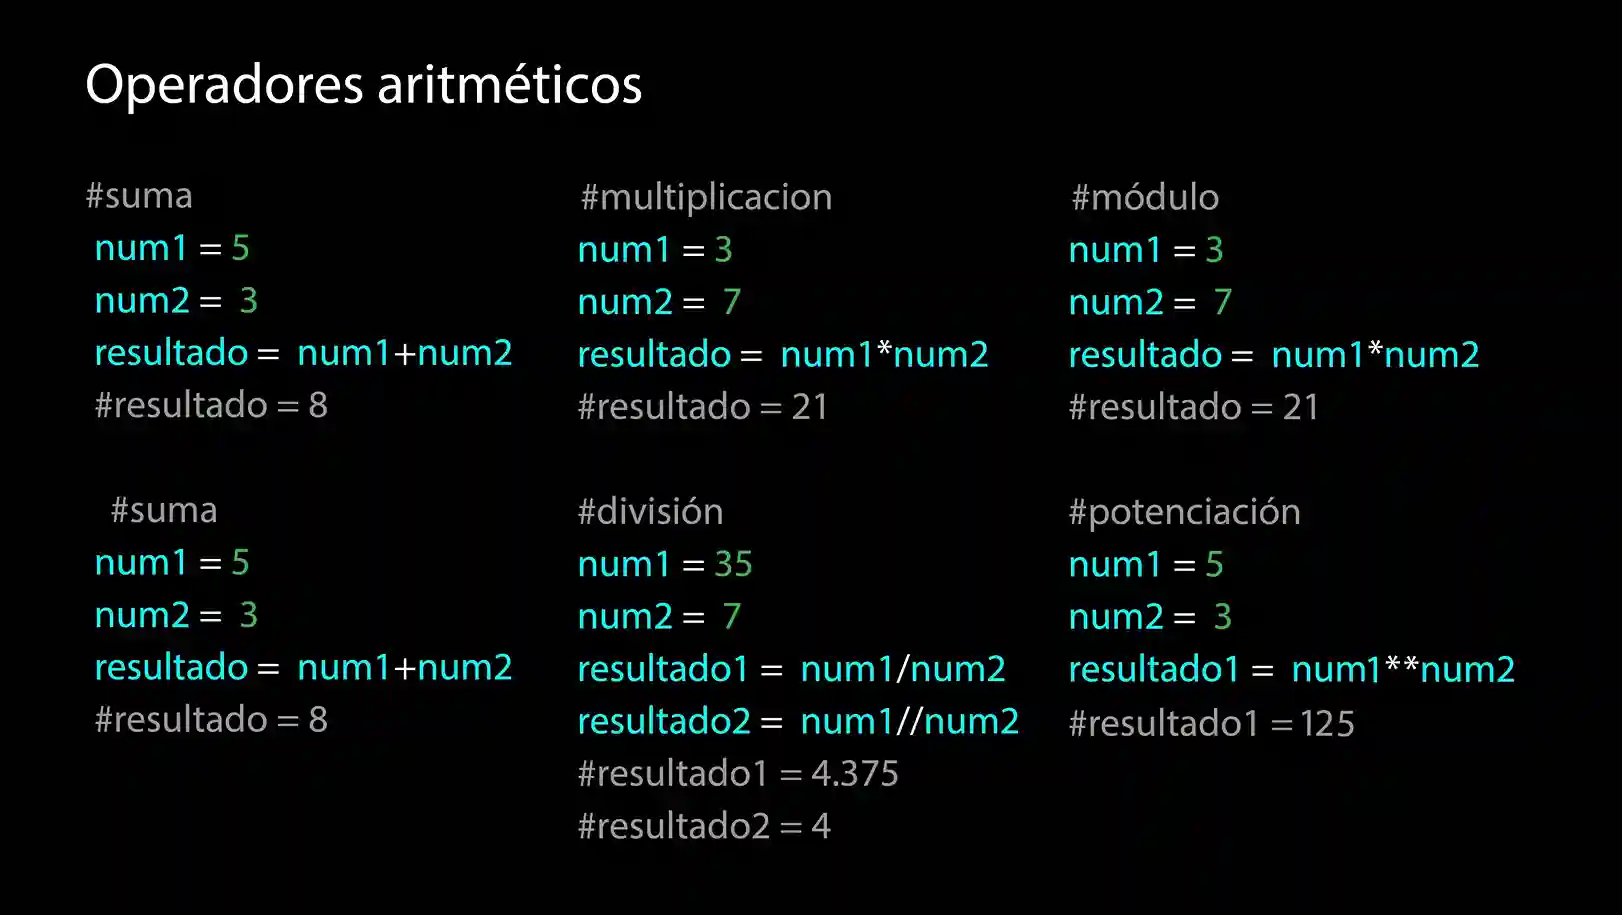 Operadores aritméticos
#suma
num1 = 5
num2 = 3
resultado = num1+num2
#resultado = 8
#suma
num1 = 5
num2 = 3
resultado = num1+num2
#resultado = 8
#multiplicacion
num1 = 3
num2 = 7
resultado = num1*num2
#resultado = 21
#división
num1 = 35
num2 = 7
resultado1 = num1/num2
resultado2 = num1//num2
#resultado1 = 4.375
#resultado2 = 4
#módulo
num1 = 3
num2 = 7
resultado = num1*num2
#resultado = 21
#potenciación
num1 = 5
num2 = 3
resultado1 = num1**num2
#resultado1 = 125